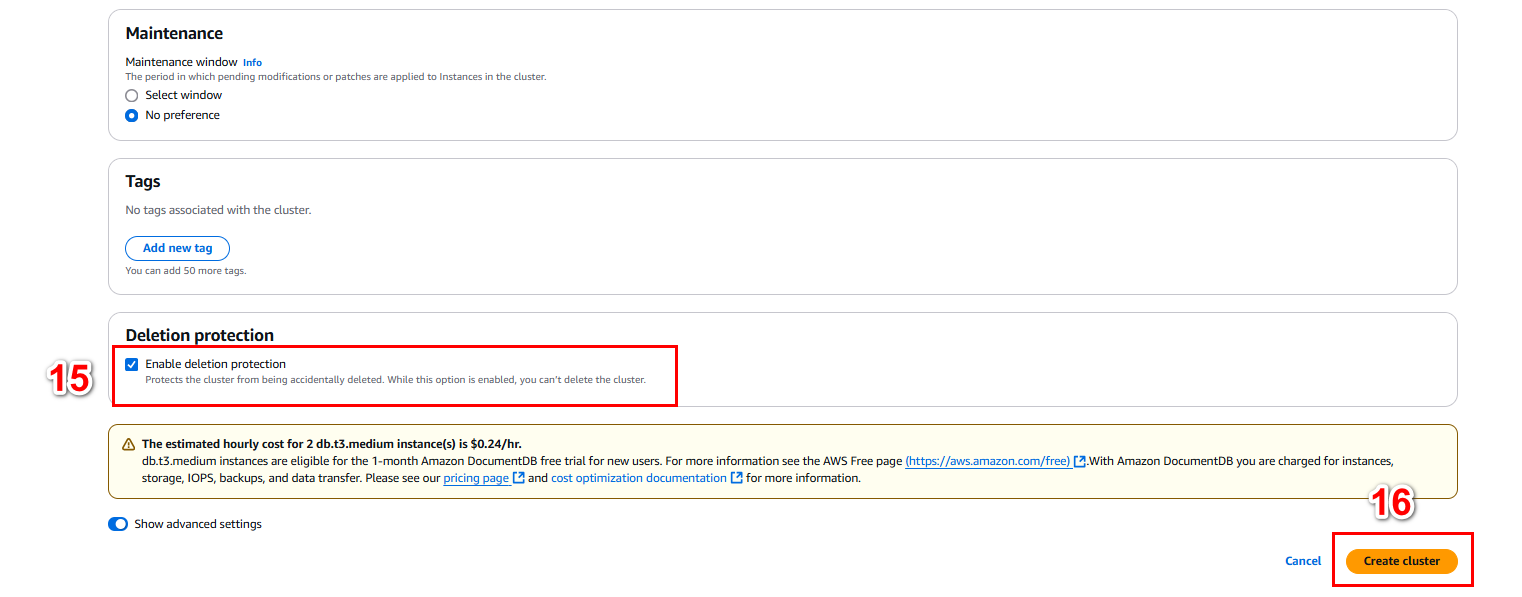 Maintenance
Maintenance window Info
The period in which pending modifications or patches are applied to Instances in the cluster.
Select window
No preference
Tags
No tags associated with the cluster.
Add new tag
You can add 50 more tags.
Deletion protection
15
Enable deletion protection
Protects the cluster from being accidentally deleted. While this option is enabled, you can't delete the cluster.
The estimated hourly cost for 2 db.t3.medium instance(s) is $0.24/hr.
db.t3.medium instances are eligible for the 1-month Amazon DocumentDB free trial for new users. For more information see the AWS Free page (https://aws.amazon.com/free) .With Amazon DocumentDB you are charged for instances,
storage, IOPS, backups, and data transfer. Please see our pricing page and cost optimization documentation for more information.
16
Show advanced settings
Cancel Create cluster